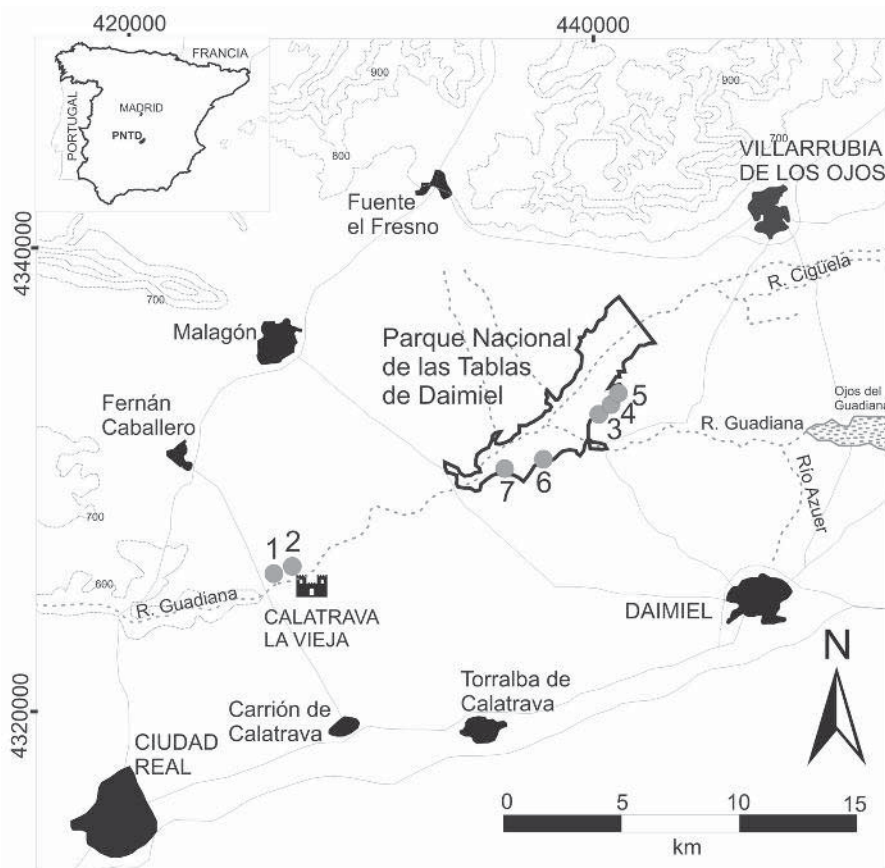 420000
440000
FRANCIA
PORTUGAL
MADRID
PNTD
900
900
800
700
VILLARRUBIA
DE LOS OJOS
Fuente
el Fresno
4340000
R. Cigüela
700
Malagón
Parque Nacional
de las Tablas
de Daimiel
Fernán
Caballero
5
4
3
Ojos del
Guadiana
R. Guadiana
6
7
Río Azuer
700
1
2
600
R. Guadiana
CALATRAVA
LA VIEJA
DAIMIEL
N
4320000
Carrión de
Calatrava
Torralba de
Calatrava
CIUDAD
REAL
0
5
10
15
km